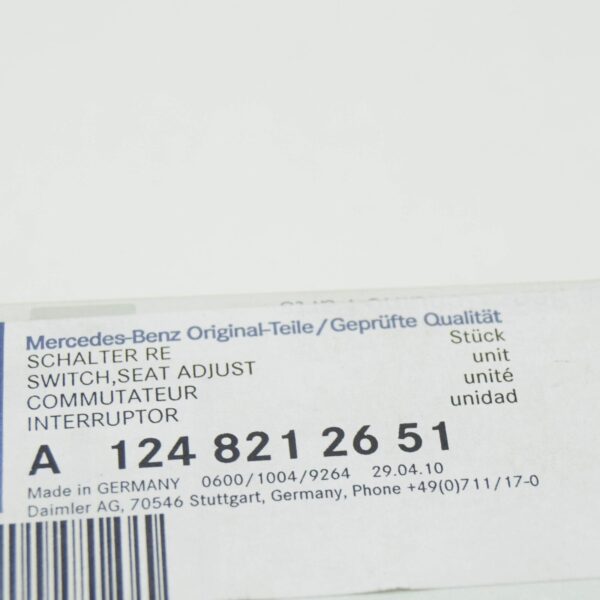 Mercedes-Benz Original-Teile/Geprüfte Qualität
SCHALTER RE Stück
SWITCH,SEAT ADJUST unit
COMMUTATEUR unité
INTERRUPTOR unidad
A 124 821 26 51
Made in GERMANY 0600/1004/9264 29.04.10
Daimler AG, 70546 Stuttgart, Germany, Phone +49(0)711/17-0